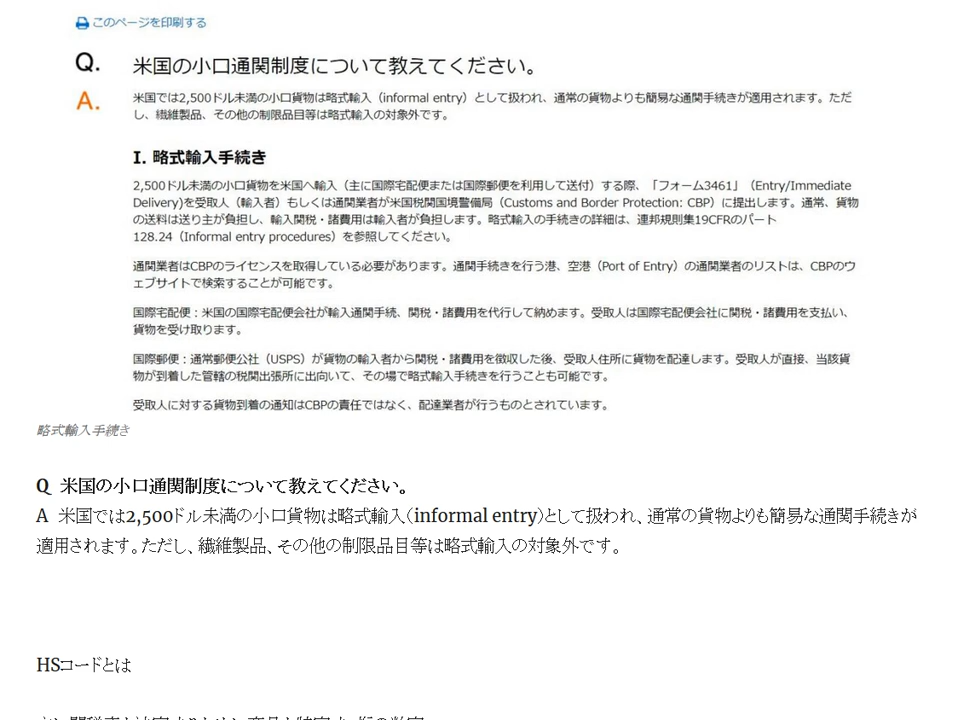 このページを印刷する
Q. 米国の小口通関制度について教えてください。
A. 米国では2,500ドル未満の小口貨物は略式輸入（informal entry）として扱われ、通常の貨物よりも簡易な通関手続きが適用されます。ただ
し、繊維製品、その他の制限品目等は略式輸入の対象外です。
I. 略式輸入手続き
2,500ドル未満の小口貨物を米国へ輸入（主に国際宅配便または国際郵便を利用して送付）する際、「フォーム3461」（Entry/Immediate
Delivery)を受取人（輸入者）もしくは通関業者が米国税関国境警備局（Customs and Border Protection: CBP）に提出します。通常、貨物
の送料は送り主が負担し、輸入関税・諸費用は輸入者が負担します。略式輸入の手続きの詳細は、連邦規則集19CFRのパート
128.24（Informal entry procedures）を参照してください。
通関業者はCBPのライセンスを取得している必要があります。通関手続きを行う港、空港（Port of Entry）の通関業者のリストは、CBPのウ
ェブサイトで検索することが可能です。
国際宅配便：米国の国際宅配便会社が輸入通関手続、関税・諸費用を代行して納めます。受取人は国際宅配便会社に関税・諸費用を支払い、
貨物を受け取ります。
国際郵便：通常郵便公社（USPS）が貨物の輸入者から関税・諸費用を徴収した後、受取人住所に貨物を配達します。受取人が直接、当該貨
物が到着した管轄の税関出張所に出向いて、その場で略式輸入手続きを行うことも可能です。
受取人に対する貨物到着の通知はCBPの責任ではなく、配達業者が行うものとされています。
略式輸入手続き
Q 米国の小口通関制度について教えてください。
A 米国では2,500ドル未満の小口貨物は略式輸入（informal entry）として扱われ、通常の貨物よりも簡易な通関手続きが
適用されます。ただし、繊維製品、その他の制限品目等は略式輸入の対象外です。
HSコードとは